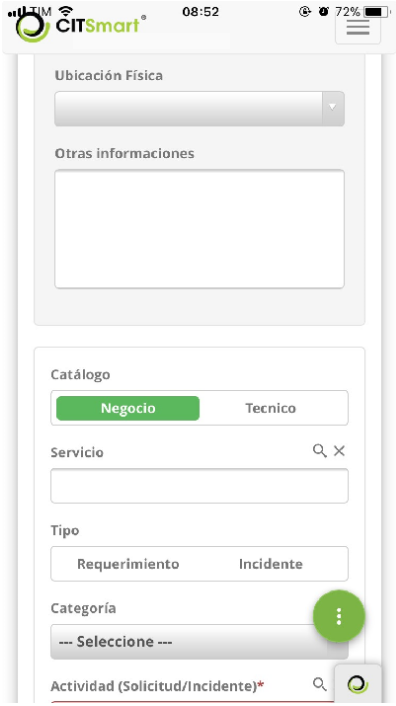 TIM 08:52 72%
CITSmart®
Ubicación Física
Otras informaciones
Catálogo
Negocio Tecnico
Servicio
Tipo
Requerimiento Incidente
Categoría
--- Seleccione ---
Actividad (Solicitud/Incidente)*